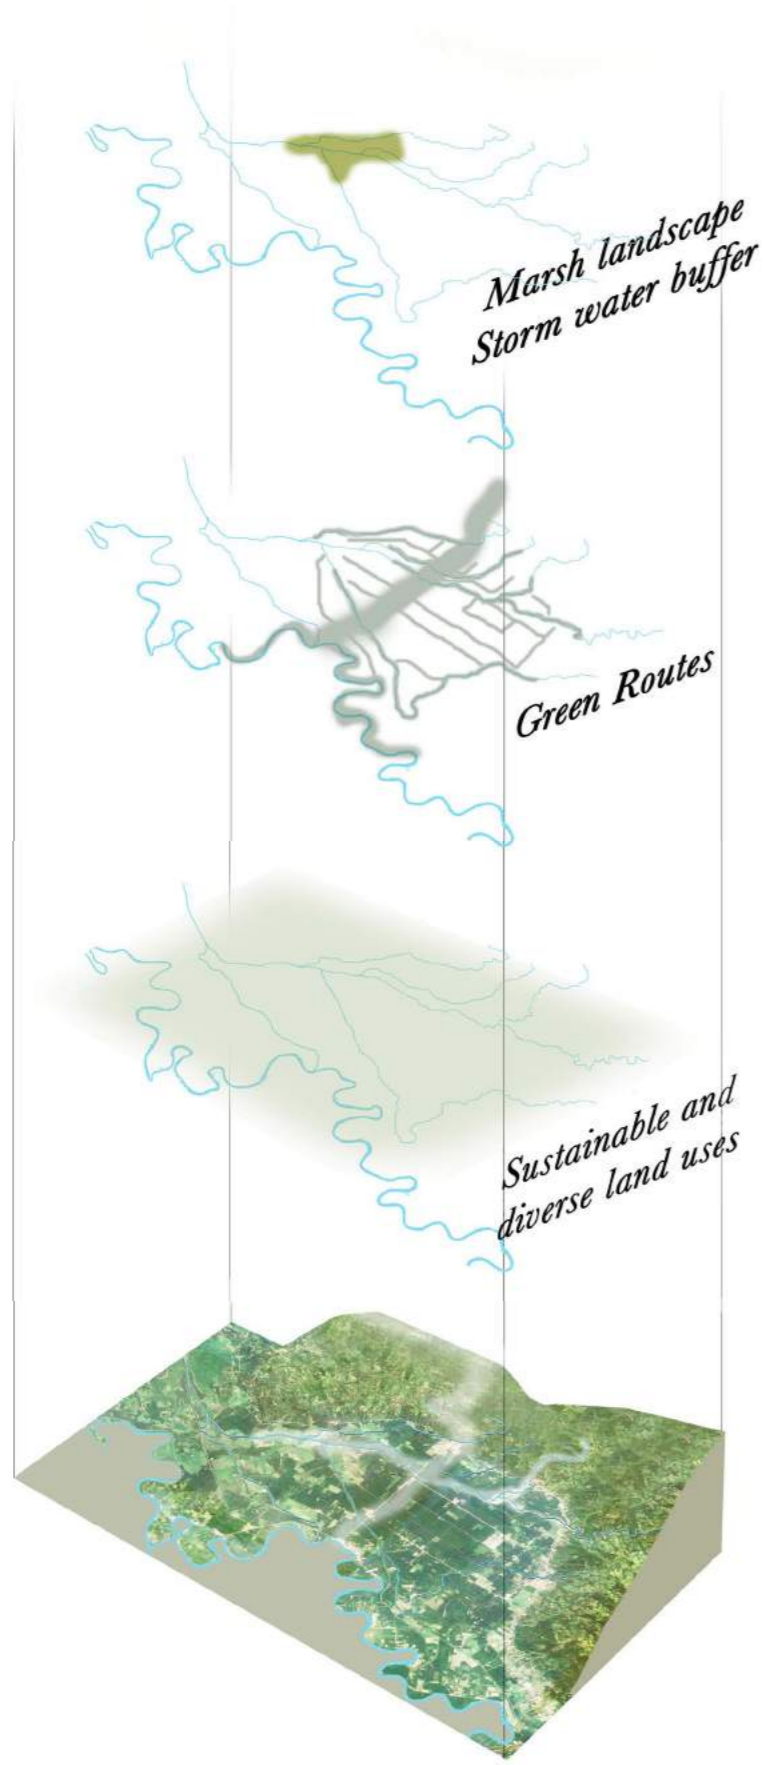 Marsh landscape
Storm water buffer
Green Routes
Sustainable and
diverse land uses